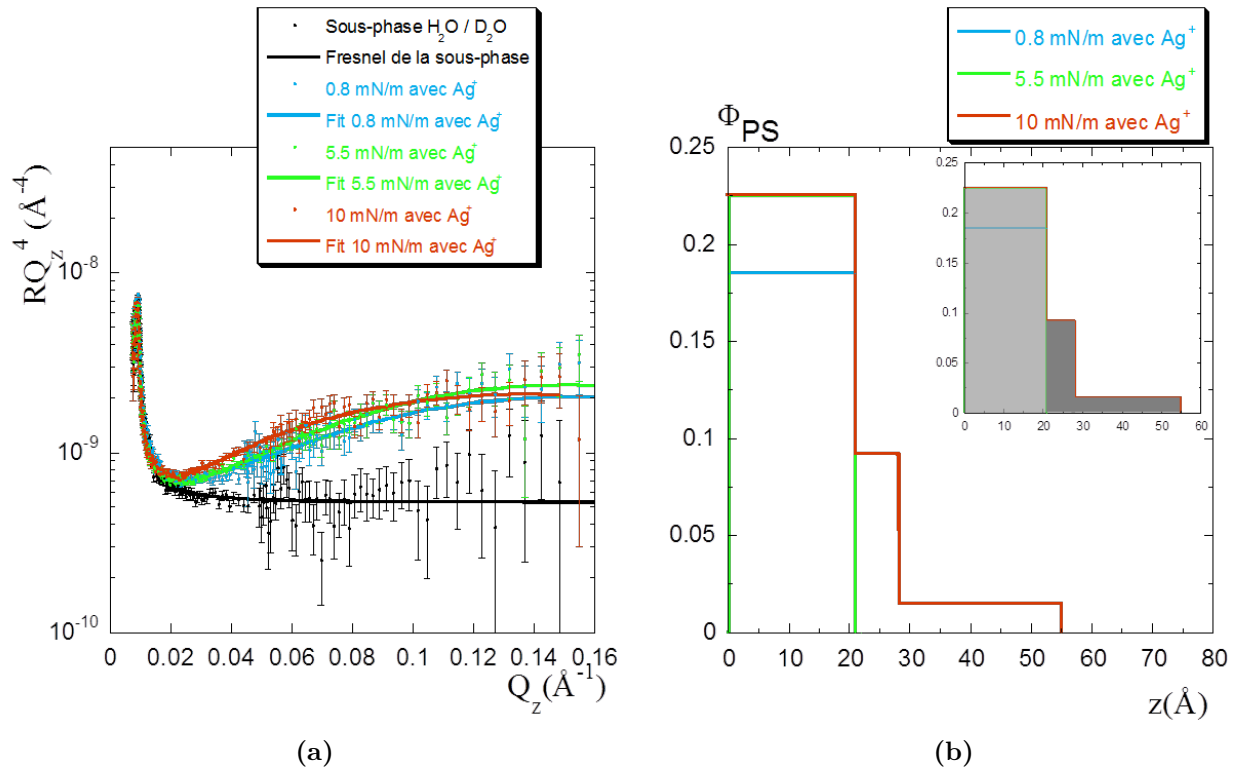 Sous-phase H2O / D2O
Fresnel de la sous-phase
0.8 mN/m avec Ag+
Fit 0.8 mN/m avec Ag+
5.5 mN/m avec Ag+
Fit 5.5 mN/m avec Ag+
10 mN/m avec Ag+
Fit 10 mN/m avec Ag+
RQz^4 (Å^-4)
10^-8
10^-9
10^-10
0 0.02 0.04 0.06 0.08 0.1 0.12 0.14 0.16
Qz(Å^-1)
(a)
0.8 mN/m avec Ag+
5.5 mN/m avec Ag+
10 mN/m avec Ag+
ΦPS
0.25
0.2
0.15
0.1
0.05
0
0 10 20 30 40 50 60 70 80
z(Å)
0.25
0.2
0.15
0.1
0.05
0
0 10 20 30 40 50 60
(b)